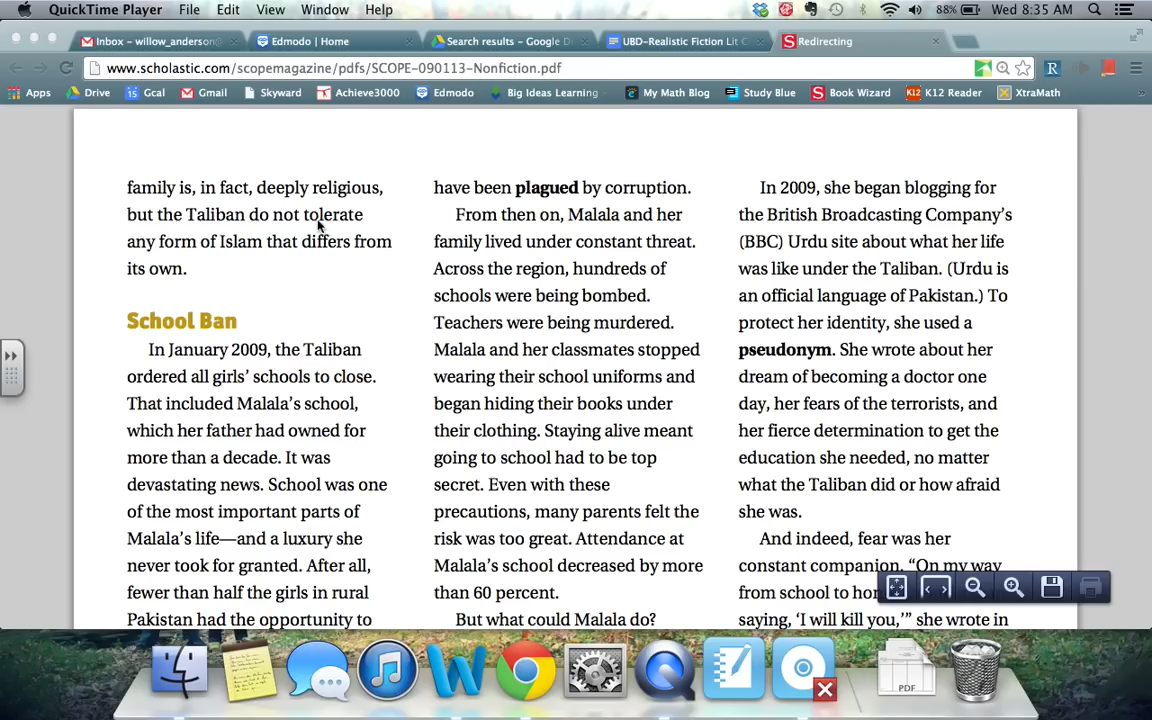 QuickTime Player File Edit View Window Help 88% Wed 8:35 AM
Inbox – willow_anderson@ Edmodo | Home Search results – Google D UBD-Realistic Fiction Lit C Redirecting
www.scholastic.com/scopemagazine/pdfs/SCOPE-090113-Nonfiction.pdf
Apps Drive Gcal Gmail Skyward Achieve3000 Edmodo Big Ideas Learning My Math Blog Study Blue Book Wizard K12 Reader XtraMath
family is, in fact, deeply religious,
but the Taliban do not tolerate
any form of Islam that differs from
its own.
School Ban
In January 2009, the Taliban
ordered all girls’ schools to close.
That included Malala’s school,
which her father had owned for
more than a decade. It was
devastating news. School was one
of the most important parts of
Malala’s life—and a luxury she
never took for granted. After all,
fewer than half the girls in rural
Pakistan had the opportunity to
have been plagued by corruption.
From then on, Malala and her
family lived under constant threat.
Across the region, hundreds of
schools were being bombed.
Teachers were being murdered.
Malala and her classmates stopped
wearing their school uniforms and
began hiding their books under
their clothing. Staying alive meant
going to school had to be top
secret. Even with these
precautions, many parents felt the
risk was too great. Attendance at
Malala’s school decreased by more
than 60 percent.
But what could Malala do?
In 2009, she began blogging for
the British Broadcasting Company’s
(BBC) Urdu site about what her life
was like under the Taliban. (Urdu is
an official language of Pakistan.) To
protect her identity, she used a
pseudonym. She wrote about her
dream of becoming a doctor one
day, her fears of the terrorists, and
her fierce determination to get the
education she needed, no matter
what the Taliban did or how afraid
she was.
And indeed, fear was her
constant companion. “On my way
from school to
saying, ‘I will kill you,’” she wrote in
PDF